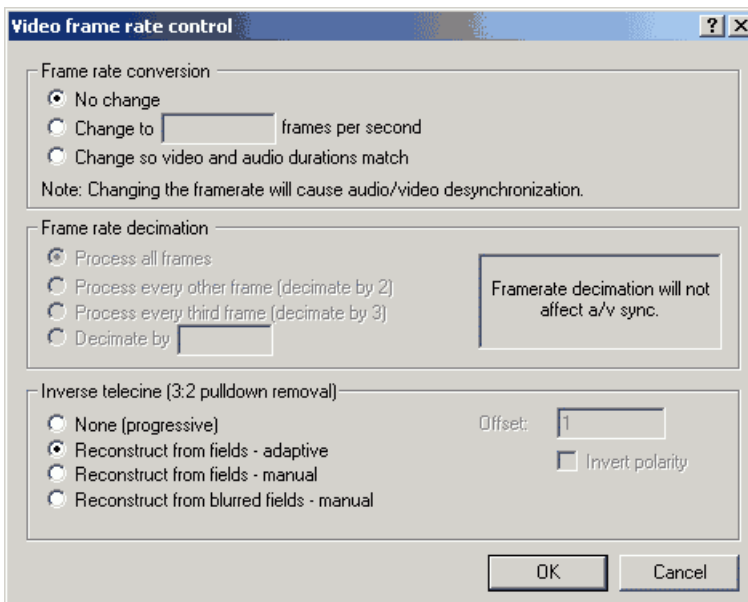 Video frame rate control
Frame rate conversion
No change
Change to frames per second
Change so video and audio durations match
Note: Changing the framerate will cause audio/video desynchronization.
Frame rate decimation
Process all frames
Process every other frame (decimate by 2)
Process every third frame (decimate by 3)
Decimate by
Framerate decimation will not
affect a/v sync.
Inverse telecine (3:2 pulldown removal)
None (progressive)
Reconstruct from fields - adaptive
Reconstruct from fields - manual
Reconstruct from blurred fields - manual
Offset: 1
Invert polarity
OK Cancel